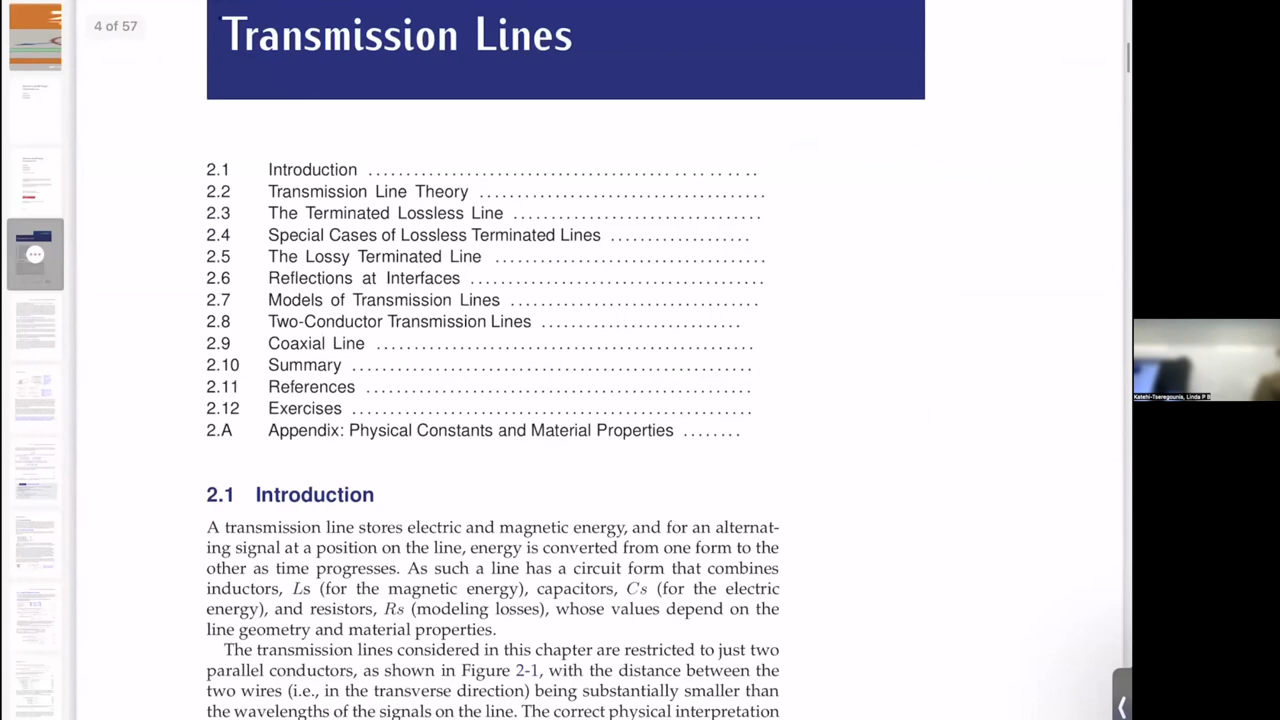 4 of 57
Transmission Lines
2.1 Introduction
2.2 Transmission Line Theory
2.3 The Terminated Lossless Line
2.4 Special Cases of Lossless Terminated Lines
2.5 The Lossy Terminated Line
2.6 Reflections at Interfaces
2.7 Models of Transmission Lines
2.8 Two-Conductor Transmission Lines
2.9 Coaxial Line
2.10 Summary
2.11 References
2.12 Exercises
2.A Appendix: Physical Constants and Material Properties
2.1 Introduction
A transmission line stores electric and magnetic energy, and for an alternat-
ing signal at a position on the line, energy is converted from one form to the
other as time progresses. As such a line has a circuit form that combines
inductors, Ls (for the magnetic energy), capacitors, Cs (for the electric
energy), and resistors, Rs (modeling losses), whose values depend on the
line geometry and material properties.
The transmission lines considered in this chapter are restricted to just two
parallel conductors, as shown in Figure 2-1, with the distance between the
two wires (i.e., in the transverse direction) being substantially smaller than
the wavelengths of the signals on the line. The correct physical interpretation
Katehi-Tseregounis, Linda P B